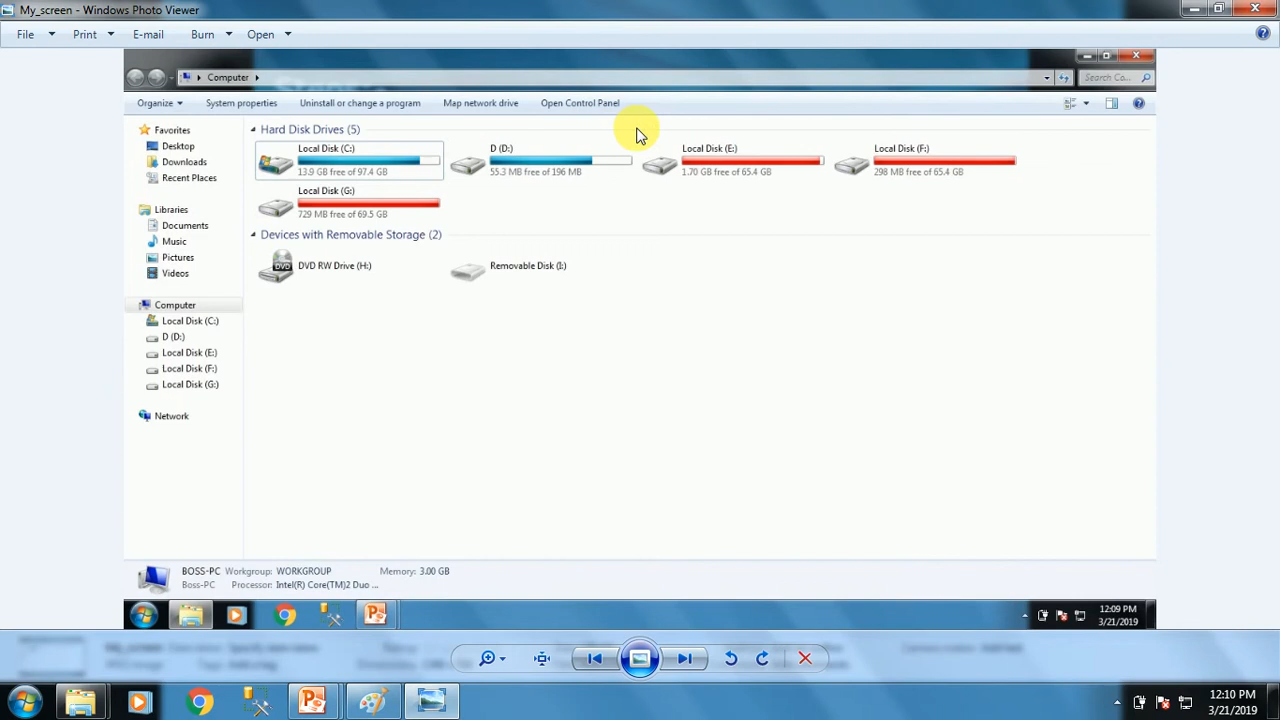 My_screen - Windows Photo Viewer
File Print E-mail Burn Open
Computer
Search Co...
Organize System properties Uninstall or change a program Map network drive Open Control Panel
Favorites
Desktop
Downloads
Recent Places
Libraries
Documents
Music
Pictures
Videos
Computer
Local Disk (C:)
D (D:)
Local Disk (E:)
Local Disk (F:)
Local Disk (G:)
Network
Hard Disk Drives (5)
Local Disk (C:)
13.9 GB free of 97.4 GB
D (D:)
55.3 MB free of 196 MB
Local Disk (E:)
1.70 GB free of 65.4 GB
Local Disk (F:)
298 MB free of 65.4 GB
Local Disk (G:)
729 MB free of 69.5 GB
Devices with Removable Storage (2)
DVD
DVD RW Drive (H:)
Removable Disk (I:)
BOSS-PC Workgroup: WORKGROUP Memory: 3.00 GB
Boss-PC Processor: Intel(R) Core(TM)2 Duo ...
12:09 PM
3/21/2019
12:10 PM
3/21/2019